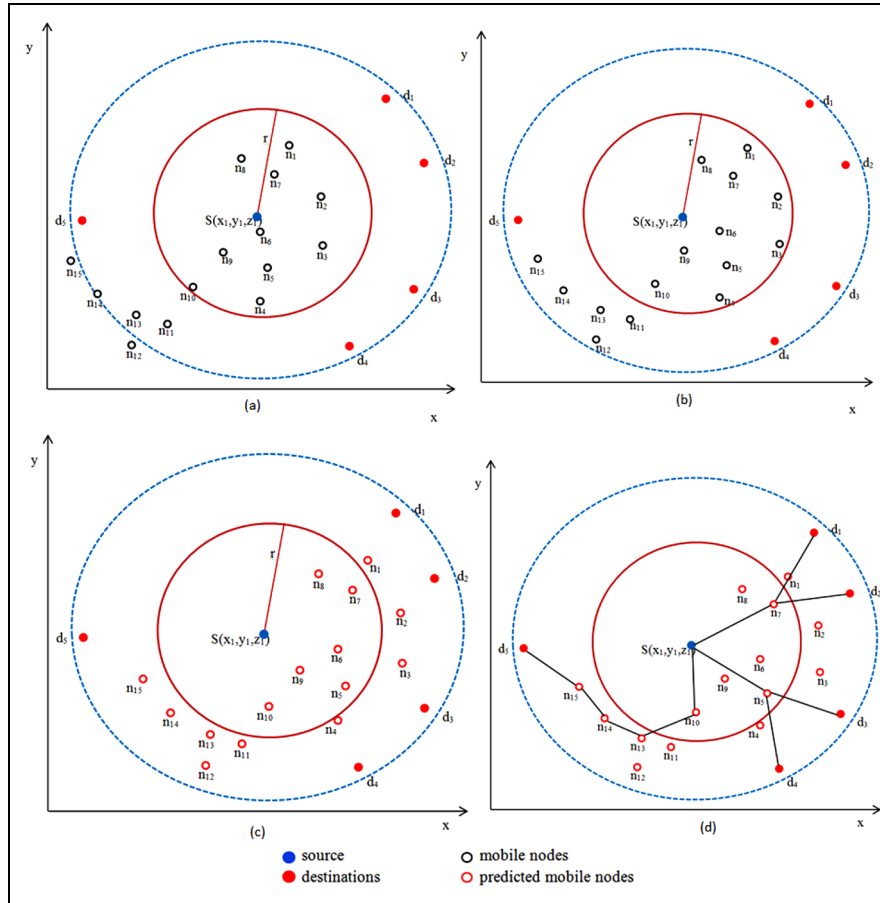 y
d₁
r
n₁
n₈
d₂
n₇
n₂
S(x₁,y₁,z₁)
d₅
n₆
n₃
n₉
n₁₅
n₅
n₁₀
d₃
n₁₄
n₄
n₁₃
n₁₁
n₁₂
d₄
(a)
x
y
d₁
r
n₁
n₈
d₂
n₇
n₂
S(x₁,y₁,z₁)
d₅
n₆
n₃
n₉
n₅
n₁₅
n₁₀
d₃
n₁₄
n₄
n₁₃
n₁₁
n₁₂
d₄
(b)
x
y
d₁
r
n₁
n₈
d₂
n₇
n₂
S(x₁,y₁,z₁)
d₅
n₆
n₃
n₉
n₁₅
n₅
n₁₀
d₃
n₁₄
n₄
n₁₃
n₁₁
n₁₂
d₄
(c)
x
y
d₁
n₁
n₈
d₂
n₇
n₂
S(x₁,y₁,z₁)
d₅
n₆
n₃
n₉
n₁₅
n₅
n₁₀
d₃
n₁₄
n₄
n₁₃
n₁₁
n₁₂
d₄
(d)
x
source
mobile nodes
destinations
predicted mobile nodes